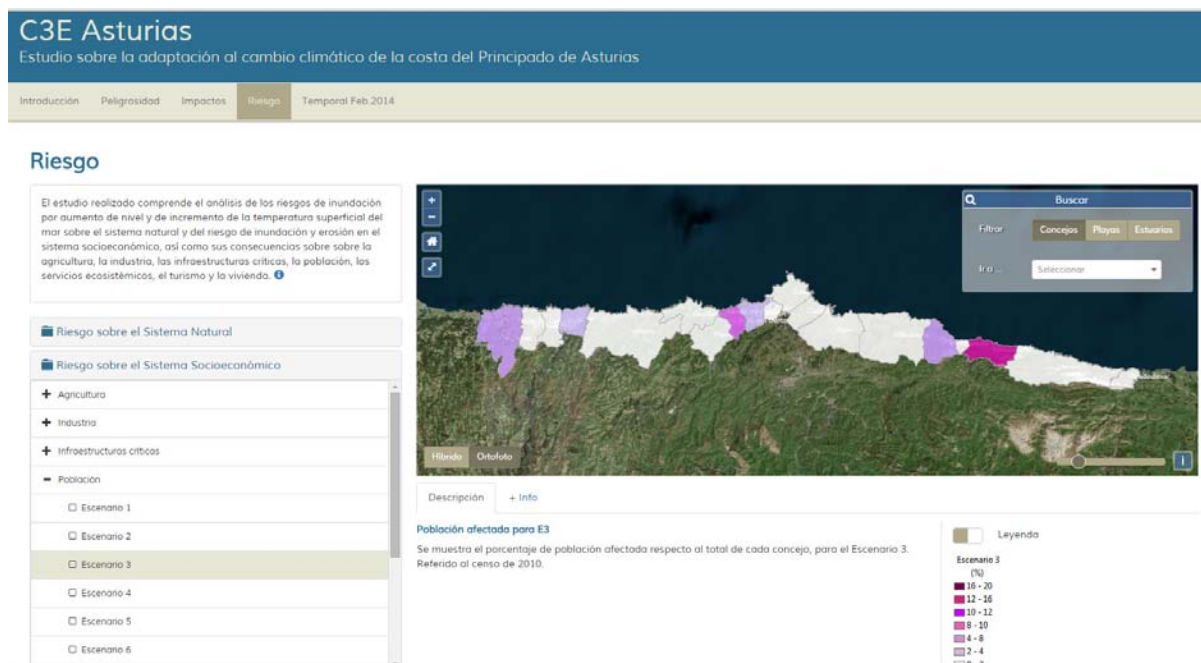 C3E Asturias
Estudio sobre la adaptación al cambio climático de la costa del Principado de Asturias
Introducción Peligrosidad Impactos Riesgo Temporal Feb 2014
Riesgo
El estudio realizado comprende el análisis de los riesgos de inundación
por aumento de nivel y de incremento de la temperatura superficial del
mar sobre el sistema natural y del riesgo de inundación y erosión en el
sistema socioeconómico, así como sus consecuencias sobre sobre la
agricultura, la industria, las infraestructuras críticas, la población, los
servicios ecosistémicos, el turismo y la vivienda.
Riesgo sobre el Sistema Natural
Riesgo sobre el Sistema Socioeconómico
+ Agricultura
+ Industria
+ Infraestructuras críticas
- Población
Escenario 1
Escenario 2
Escenario 3
Escenario 4
Escenario 5
Escenario 6
+
-
Buscar
Filtrar Concejos Playas Estuarios
Ir a ... Seleccionar
Híbrido Ortofoto
i
Descripción + Info
Población afectada para E3
Se muestra el porcentaje de población afectada respecto al total de cada concejo, para el Escenario 3.
Referido al censo de 2010.
Leyenda
Escenario 3
(%)
16 - 20
12 - 16
10 - 12
8 - 10
4 - 8
2 - 4